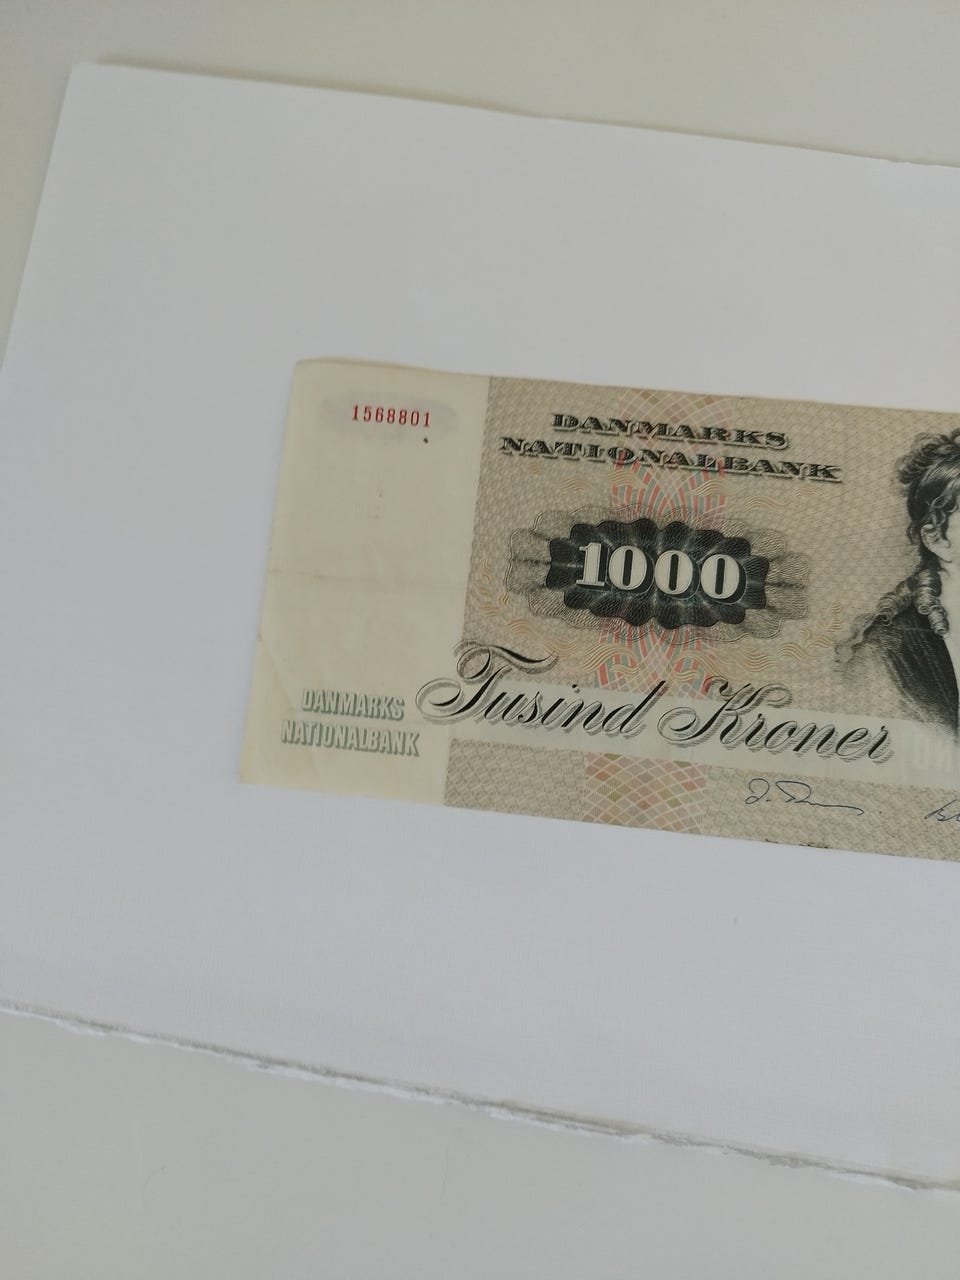 1568801
DANMARKS
NATIONALBANK
1000
Tusind Kroner
DANMARKS
NATIONALBANK